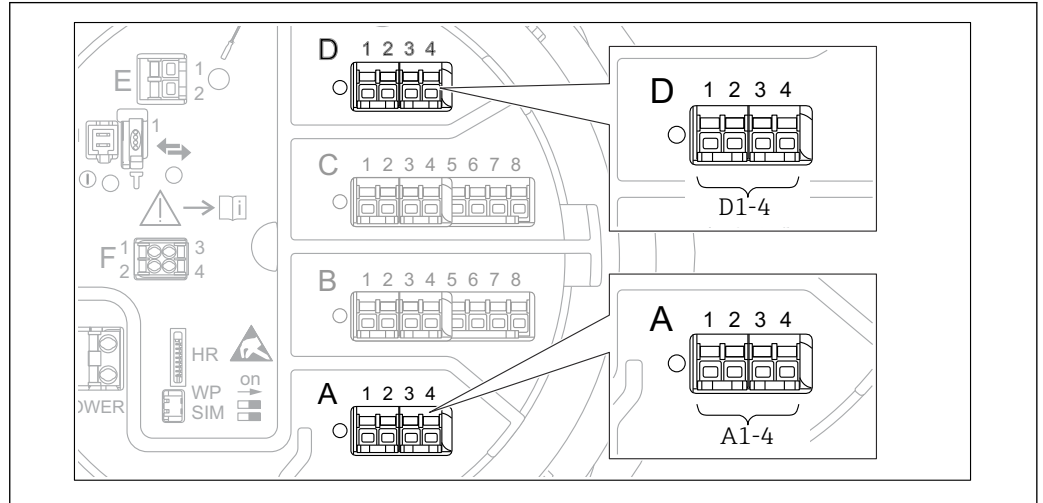 D 1 2 3 4
E 1
2
1
C 1 2 3 4 5 6 7 8
F 1 3
2 4
B 1 2 3 4 5 6 7 8
HR
WP on
SIM
OWER
A 1 2 3 4
D 1 2 3 4
D1-4
A 1 2 3 4
A1-4